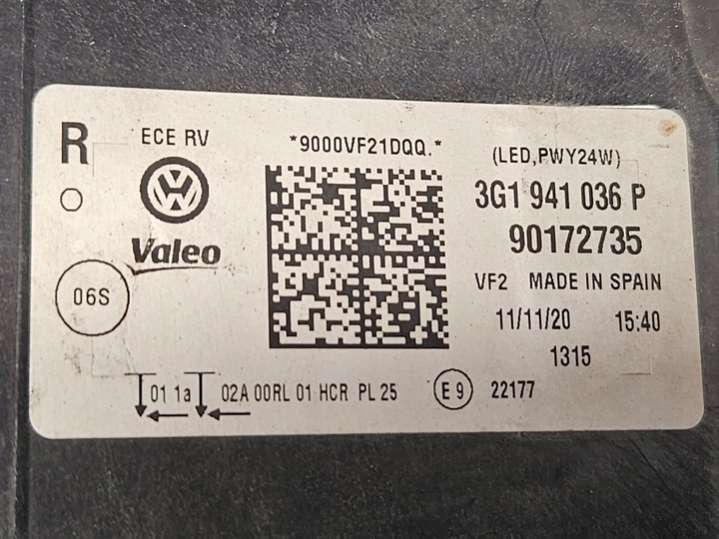 R
ECE RV
*9000VF21DQQ.*
(LED,PWY24W)
3G1 941 036 P
Valeo
90172735
06S
VF2 MADE IN SPAIN
11/11/20 15:40
1315
01 1a 02A 00RL 01 HCR PL 25 E9 22177